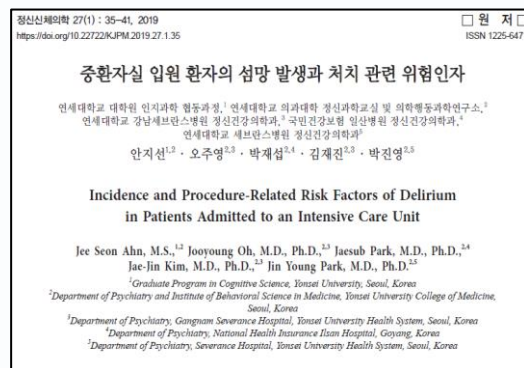 정신신체의학 27(1) : 35-41, 2019
□ 원 저 □
https://doi.org/10.22722/KJPM.2019.27.1.35
ISSN 1225-647
중환자실 입원 환자의 섬망 발생과 처치 관련 위험인자
연세대학교 대학원 인지과학 협동과정,¹ 연세대학교 의과대학 정신과학교실 및 의학행동과학연구소,²
연세대학교 강남세브란스병원 정신건강의학과,³ 국민건강보험 일산병원 정신건강의학과,⁴
연세대학교 세브란스병원 정신건강의학과⁵
안지선¹,² · 오주영²,³ · 박재섭²,⁴ · 김재진²,³ · 박진영²,⁵
Incidence and Procedure-Related Risk Factors of Delirium
in Patients Admitted to an Intensive Care Unit
Jee Seon Ahn, M.S.,¹,² Jooyoung Oh, M.D., Ph.D.,²,³ Jaesub Park, M.D., Ph.D.,²,⁴
Jae-Jin Kim, M.D., Ph.D.,²,³ Jin Young Park, M.D., Ph.D.²,⁵
¹Graduate Program in Cognitive Science, Yonsei University, Seoul, Korea
²Department of Psychiatry and Institute of Behavioral Science in Medicine, Yonsei University College of Medicine,
Seoul, Korea
³Department of Psychiatry, Gangnam Severance Hospital, Yonsei University Health System, Seoul, Korea
⁴Department of Psychiatry, National Health Insurance Ilsan Hospital, Goyang, Korea
⁵Department of Psychiatry, Severance Hospital, Yonsei University Health System, Seoul, Korea